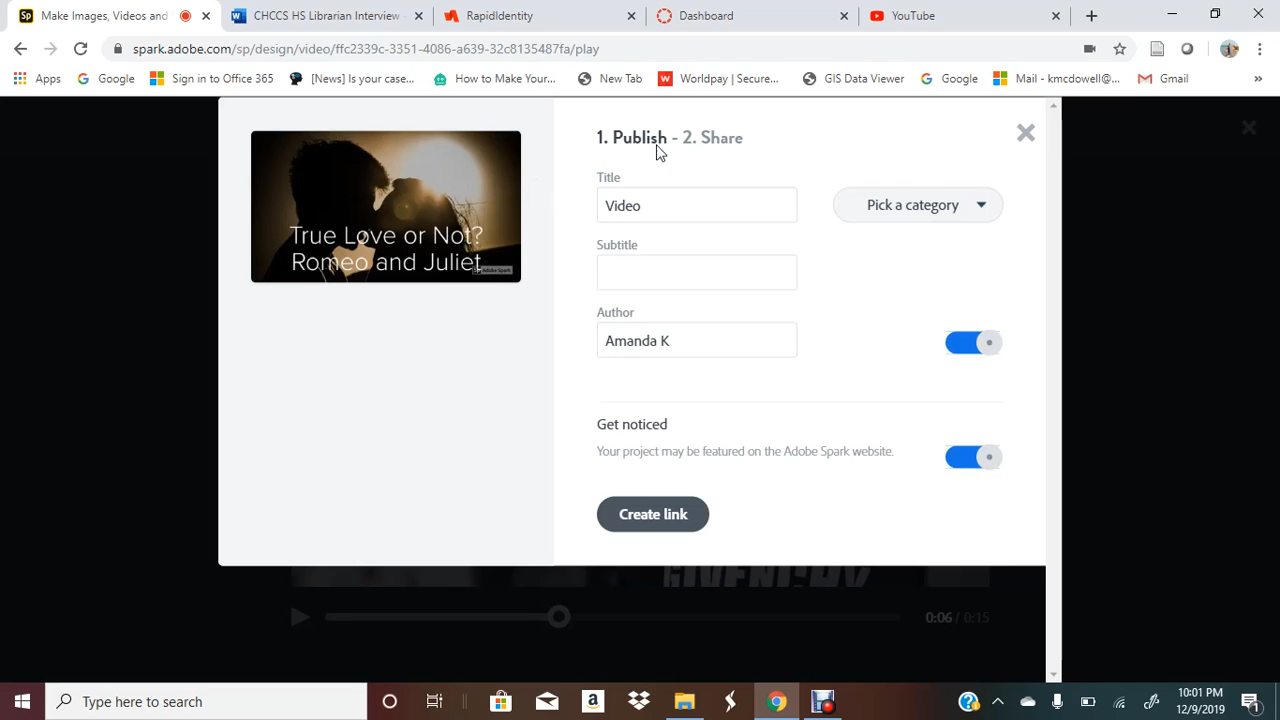 Sp Make Images, Videos and
W CHCCS HS Librarian Interview -
RapidIdentity
Dashboard
YouTube
spark.adobe.com/sp/design/video/ffc2339c-3351-4086-a639-32c8135487fa/play
Apps
Google
Sign in to Office 365
[News] Is your case...
How to Make Your...
New Tab
Worldpay | Secure...
GIS Data Viewer
Google
Mail - kmcdowell@...
Gmail
»
1. Publish - 2. Share
Title
Video
Pick a category
Subtitle
Author
Amanda K
True Love or Not?
Romeo and Juliet
Adobe Spark
Get noticed
Your project may be featured on the Adobe Spark website.
Create link
0:06 / 0:15
Type here to search
10:01 PM
12/9/2019
1